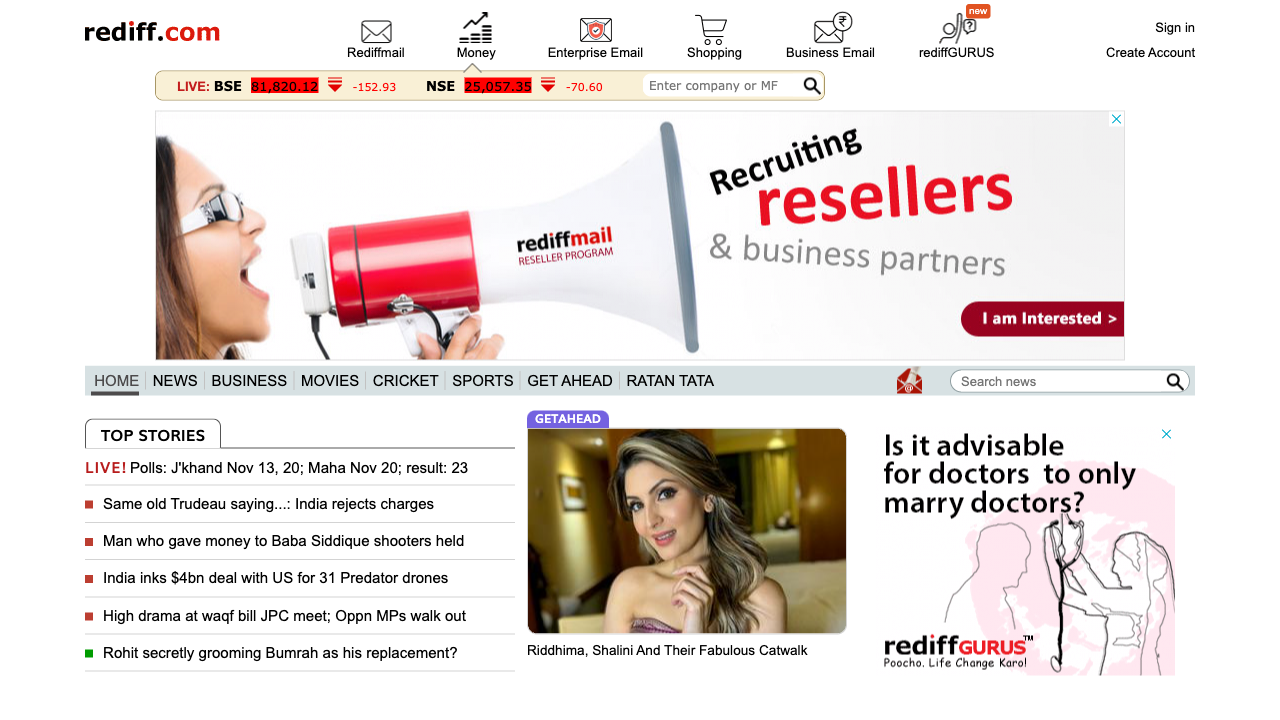 rediff.com
Rediffmail
Money
Enterprise Email
Shopping
Business Email
new
rediffGURUS
Sign in
Create Account
LIVE: BSE 81,820.12 -152.93 NSE 25,057.35 -70.60 Enter company or MF
Recruiting
resellers
& business partners
rediffmail
RESELLER PROGRAM
I am Interested >
HOME NEWS BUSINESS MOVIES CRICKET SPORTS GET AHEAD RATAN TATA Search news
TOP STORIES
LIVE! Polls: J'khand Nov 13, 20; Maha Nov 20; result: 23
Same old Trudeau saying...: India rejects charges
Man who gave money to Baba Siddique shooters held
India inks $4bn deal with US for 31 Predator drones
High drama at waqf bill JPC meet; Oppn MPs walk out
Rohit secretly grooming Bumrah as his replacement?
GETAHEAD
Riddhima, Shalini And Their Fabulous Catwalk
Is it advisable
for doctors to only
marry doctors?
rediffGURUS™
Poocho. Life Change Karo!